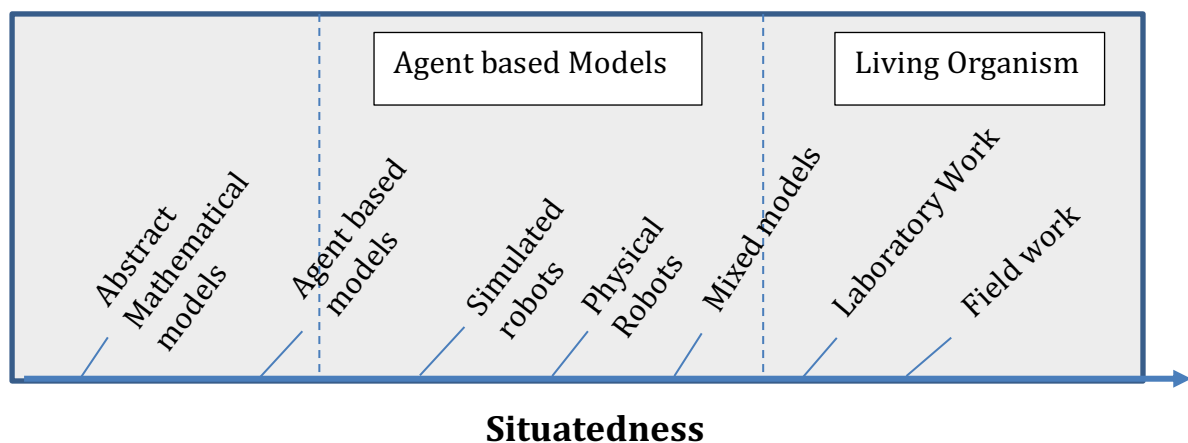 Agent based Models
Living Organism
Abstract
Mathematical
models
Agent based
models
Simulated
robots
Physical
Robots
Mixed models
Laboratory Work
Field work
Situatedness